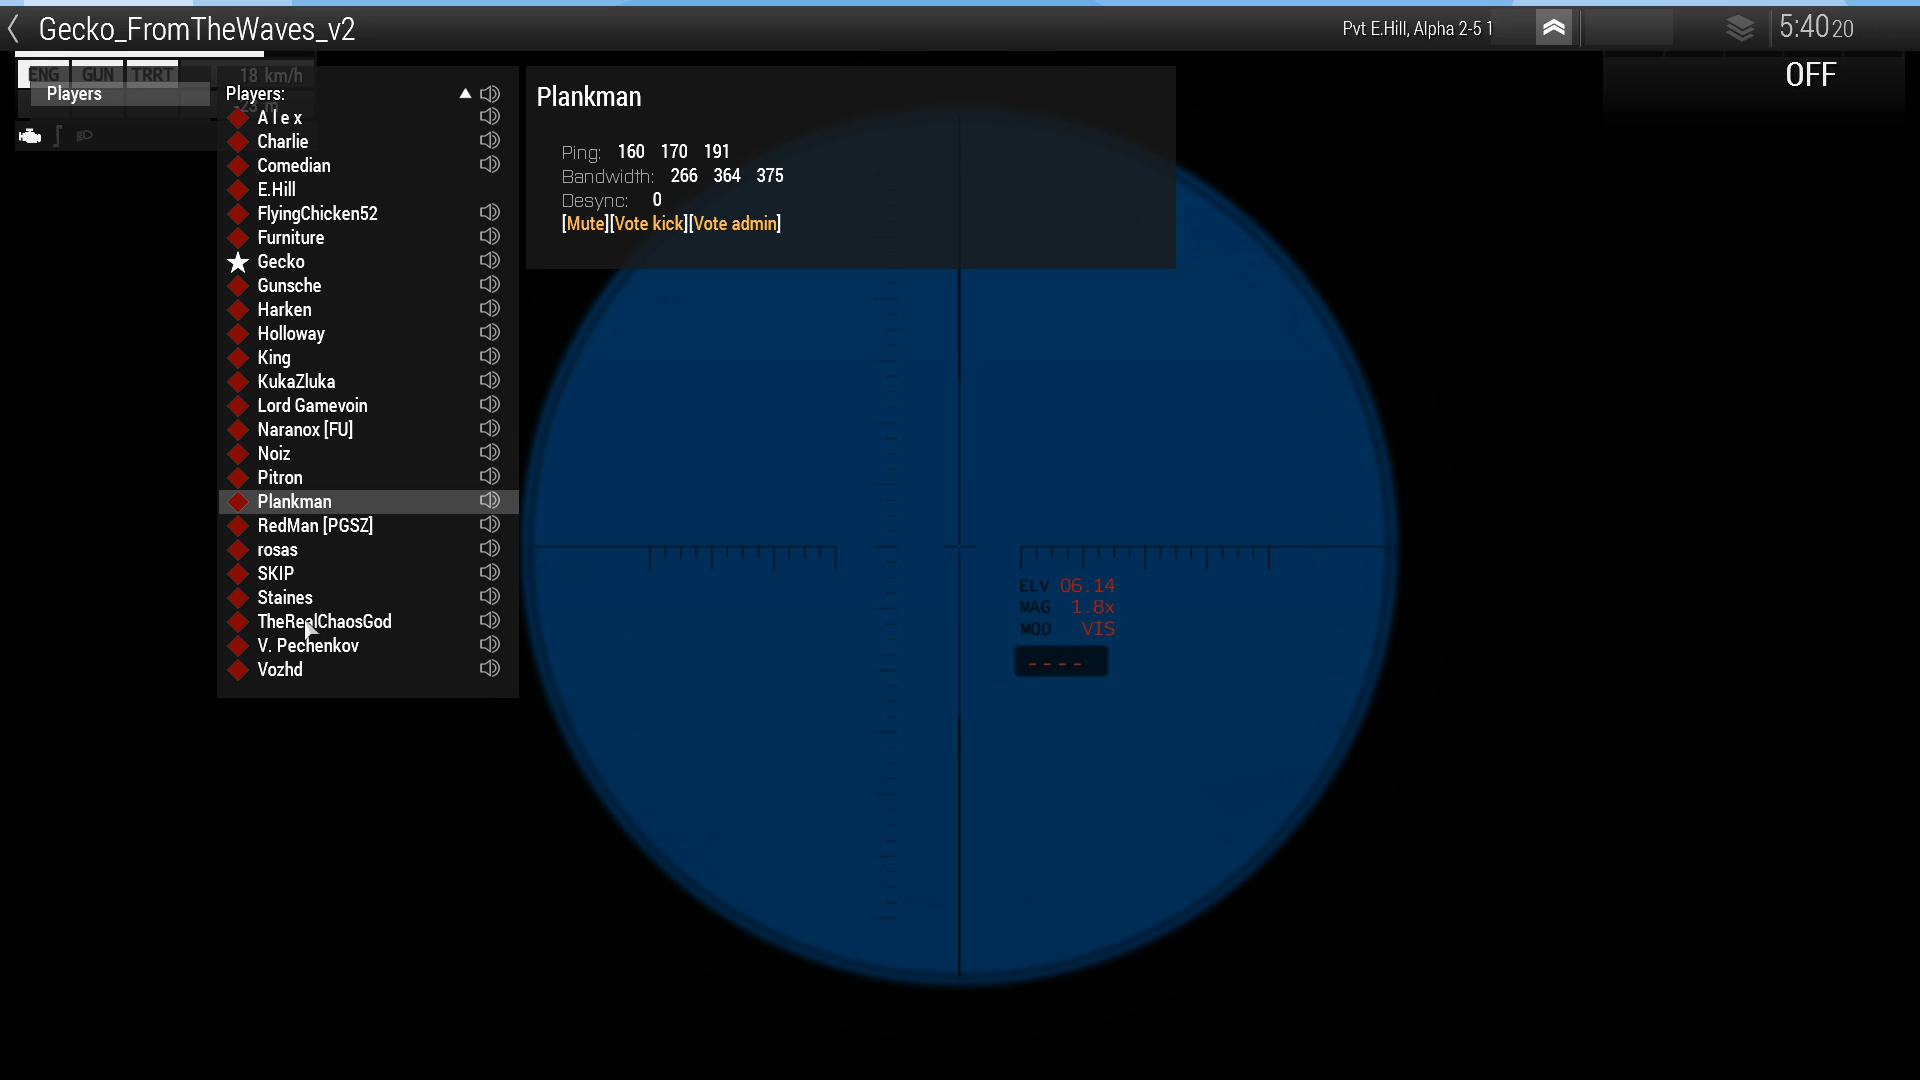 Gecko_FromTheWaves_v2
Pvt E.Hill, Alpha 2-5 1
5:40 20
ENG GUN TRRT 18 km/h
OFF
Players
Players:
A l e x
Charlie
Comedian
E.Hill
FlyingChicken52
Furniture
Gecko
Gunsche
Harken
Holloway
King
KukaZluka
Lord Gamevoin
Naranox [FU]
Noiz
Pitron
Plankman
RedMan [PGSZ]
rosas
SKIP
Staines
TheRealChaosGod
V. Pechenkov
Vozhd
Plankman
Ping: 160 170 191
Bandwidth: 266 364 375
Desync: 0
[Mute][Vote kick][Vote admin]
ELV 06.14
MAG 1.8x
MOD VIS
----